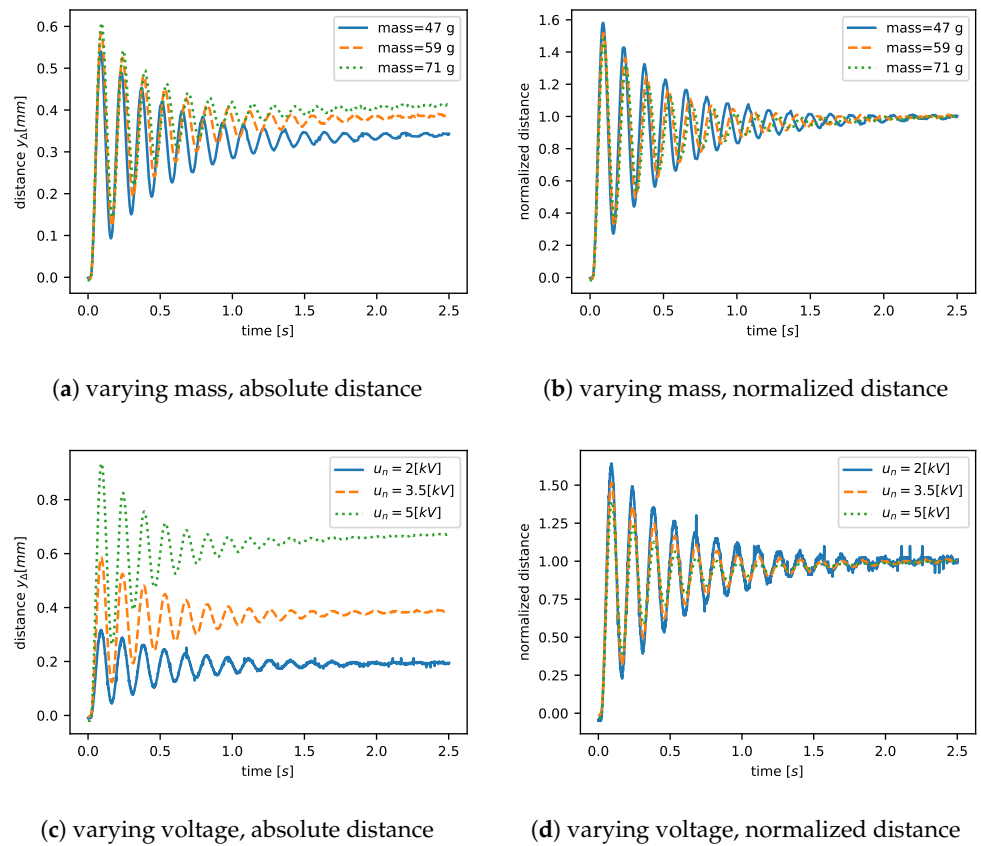 mass=47 g
mass=59 g
mass=71 g
0.6
0.5
0.4
0.3
0.2
0.1
0.0
distance y_Δ[mm]
0.0 0.5 1.0 1.5 2.0 2.5
time [s]
(a) varying mass, absolute distance
mass=47 g
mass=59 g
mass=71 g
1.6
1.4
1.2
1.0
0.8
0.6
0.4
0.2
0.0
normalized distance
0.0 0.5 1.0 1.5 2.0 2.5
time [s]
(b) varying mass, normalized distance
u_n = 2[kV]
u_n = 3.5[kV]
u_n = 5[kV]
0.8
0.6
0.4
0.2
0.0
distance y_Δ[mm]
0.0 0.5 1.0 1.5 2.0 2.5
time [s]
(c) varying voltage, absolute distance
u_n = 2[kV]
u_n = 3.5[kV]
u_n = 5[kV]
1.50
1.25
1.00
0.75
0.50
0.25
0.00
normalized distance
0.0 0.5 1.0 1.5 2.0 2.5
time [s]
(d) varying voltage, normalized distance